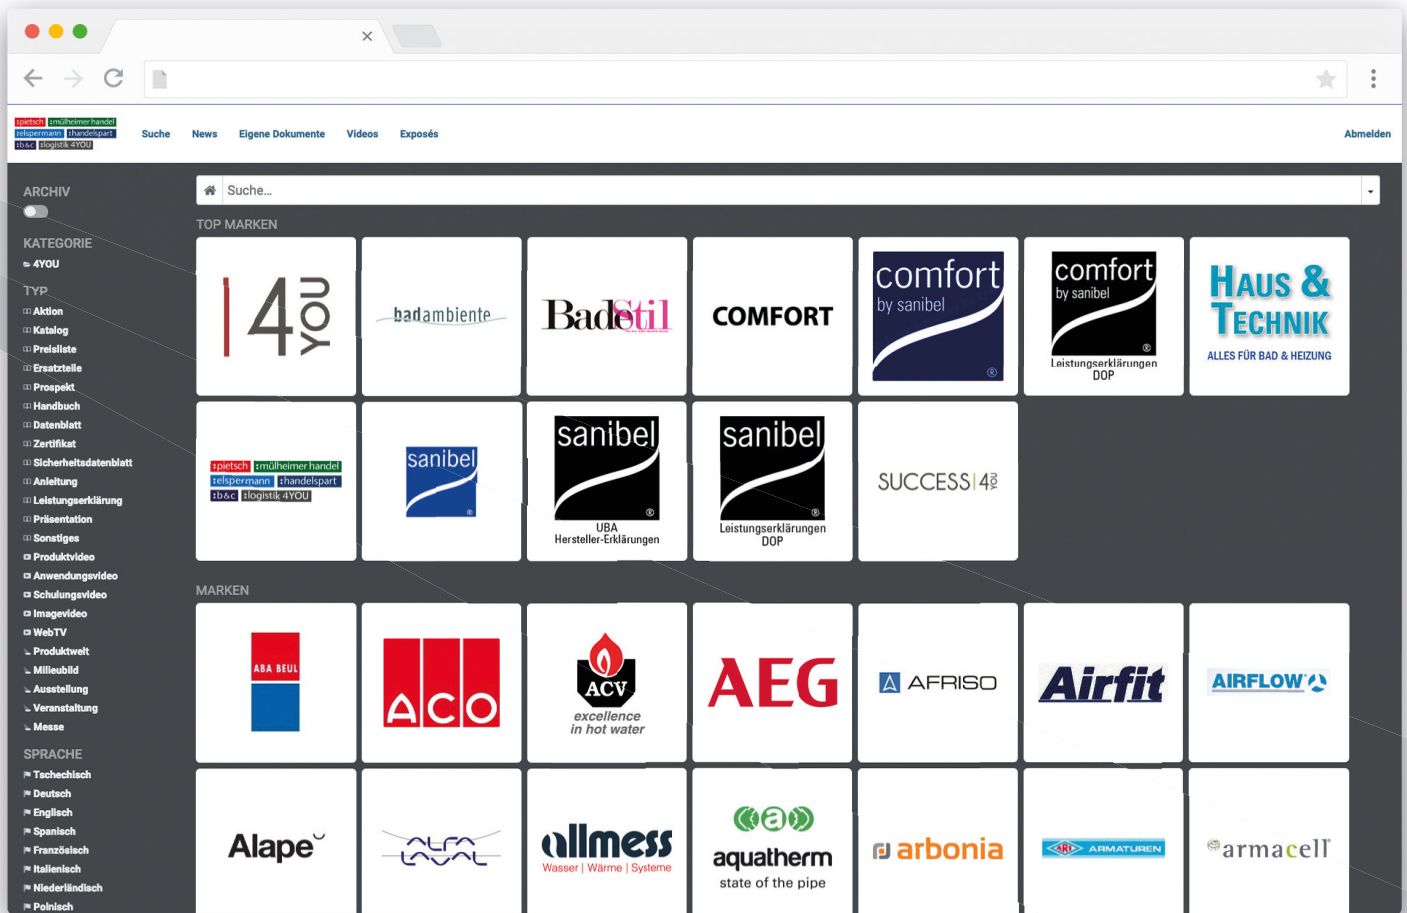 :pietsch :mülheimer handel
:elspermann :handelspart
:b&c :logistik 4YOU
Suche News Eigene Dokumente Videos Exposés Abmelden
ARCHIV
KATEGORIE
4YOU
TYP
Aktion
Katalog
Preisliste
Ersatzteile
Prospekt
Handbuch
Datenblatt
Zertifikat
Sicherheitsdatenblatt
Anleitung
Leistungserklärung
Präsentation
Sonstiges
Produktvideo
Anwendungsvideo
Schulungsvideo
Imagevideo
WebTV
Produktwelt
Milieubild
Ausstellung
Veranstaltung
Messe
SPRACHE
Tschechisch
Deutsch
Englisch
Spanisch
Französisch
Italienisch
Niederländisch
Polnisch
Suche...
TOP MARKEN
4YOU
badambiente
BadStil
COMFORT
comfort
by sanibel
®
comfort
by sanibel
®
Leistungserklärungen
DOP
HAUS &
TECHNIK
ALLES FÜR BAD & HEIZUNG
:pietsch :mülheimer handel
:elspermann :handelspart
:b&c :logistik 4YOU
sanibel
®
sanibel
®
UBA
Hersteller-Erklärungen
sanibel
®
Leistungserklärungen
DOP
SUCCESS|4YOU
MARKEN
ABA BEUL
ACO
ACV
excellence
in hot water
AEG
AFRISO
Airfit
AIRFLOW
Alape
ALFA
LAVAL
allmess
Wasser | Wärme | Systeme
a
aquatherm
state of the pipe
arbonia
ARI ARMATUREN
armacell